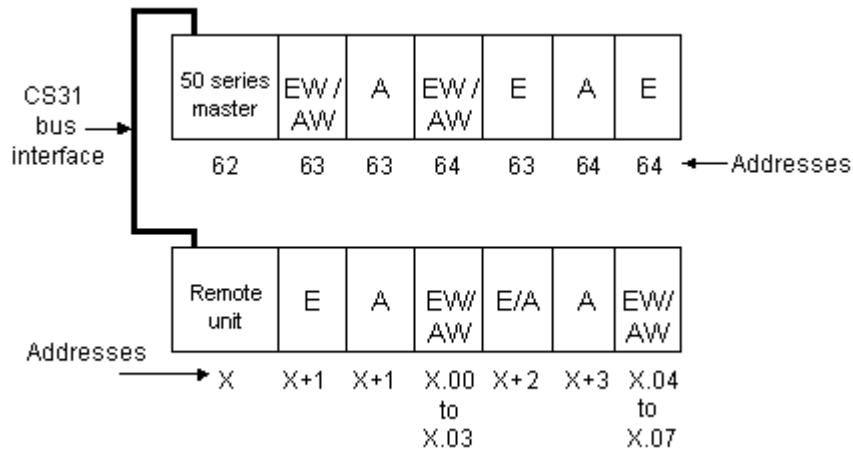 CS31
bus
interface
50 series
master
EW /
AW
A
EW /
AW
E
A
E
62 63 63 64 63 64 64
Addresses
Remote
unit
E
A
EW/
AW
E/A
A
EW/
AW
Addresses
X X+1 X+1 X.00 X+2 X+3 X.04
to to
X.03 X.07